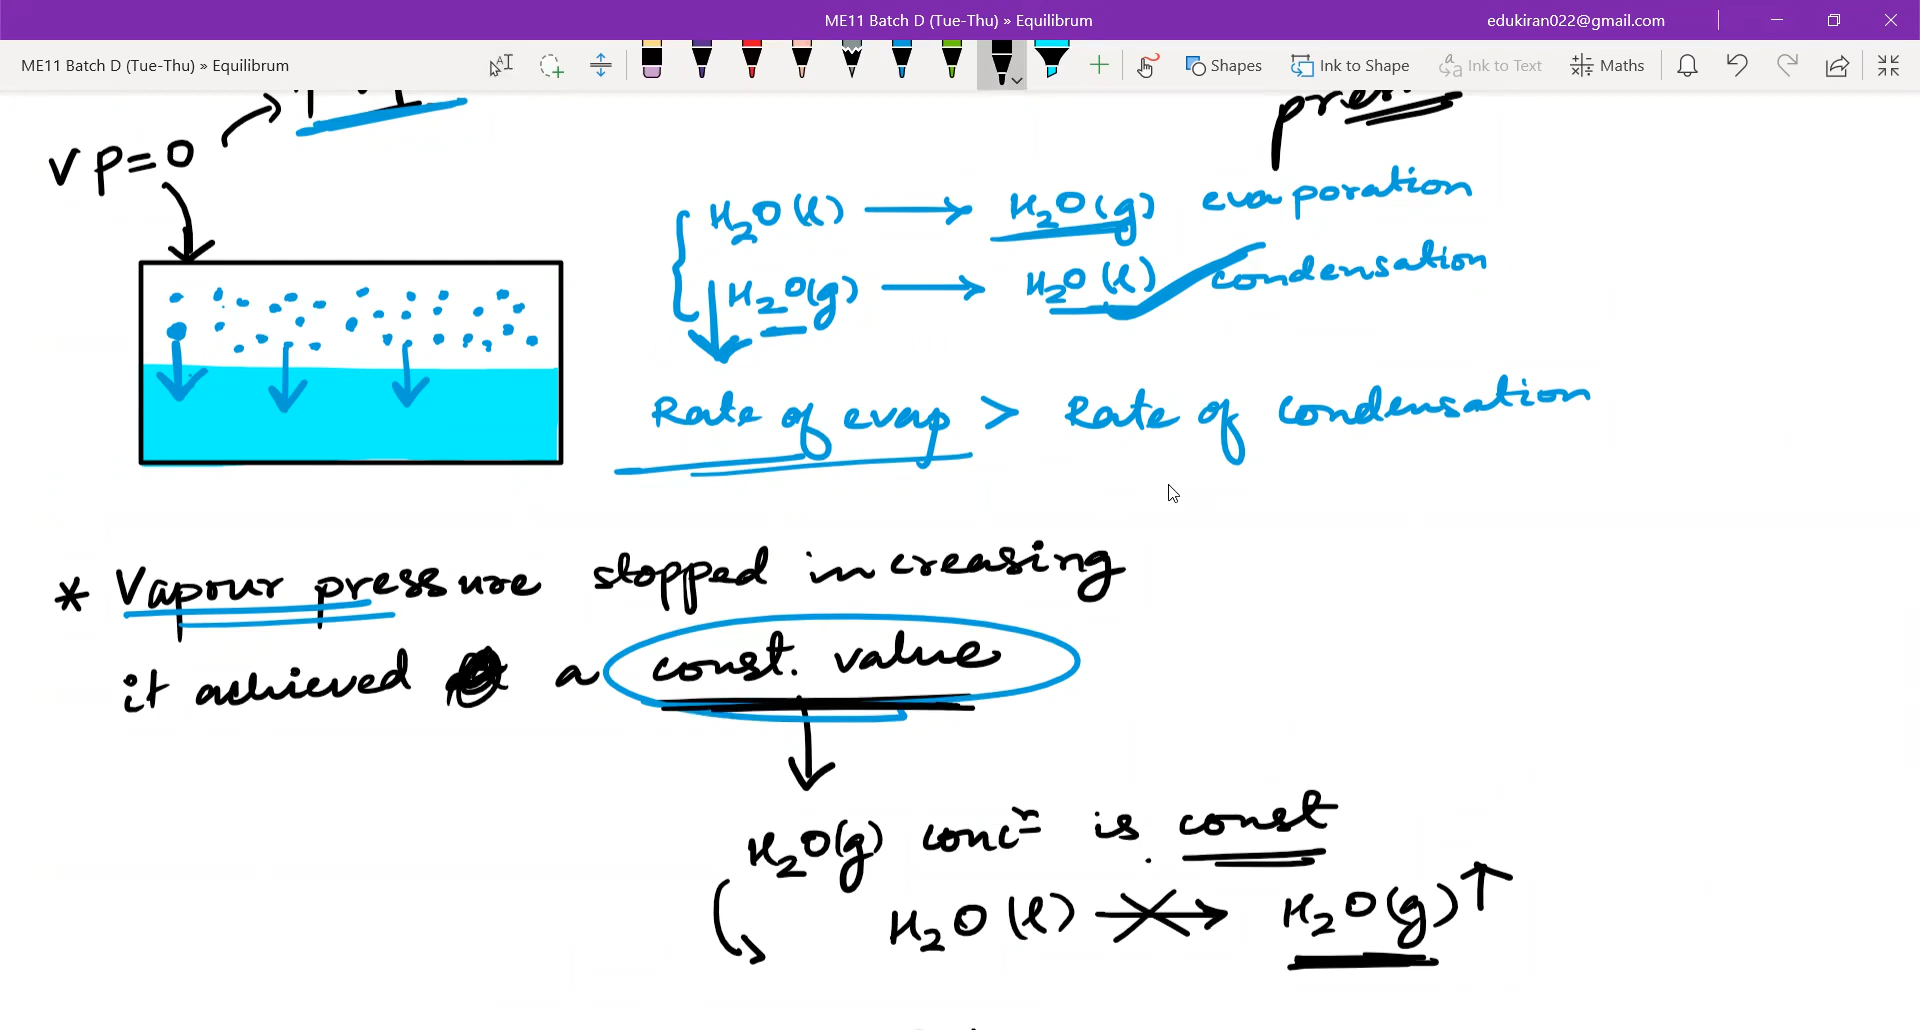 ME11 Batch D (Tue-Thu) » Equilibrum
edukiran022@gmail.com
ME11 Batch D (Tue-Thu) » Equilibrum
Shapes
Ink to Shape
Ink to Text
Maths
VP=0
H₂O(l) → H₂O(g) evaporation
H₂O(g) → H₂O(l) condensation
Rate of evap > Rate of condensation
* Vapour pressure stopped increasing
it achieved a const. value
H₂O(g) concⁿ is const
H₂O(l) → H₂O(g)↑